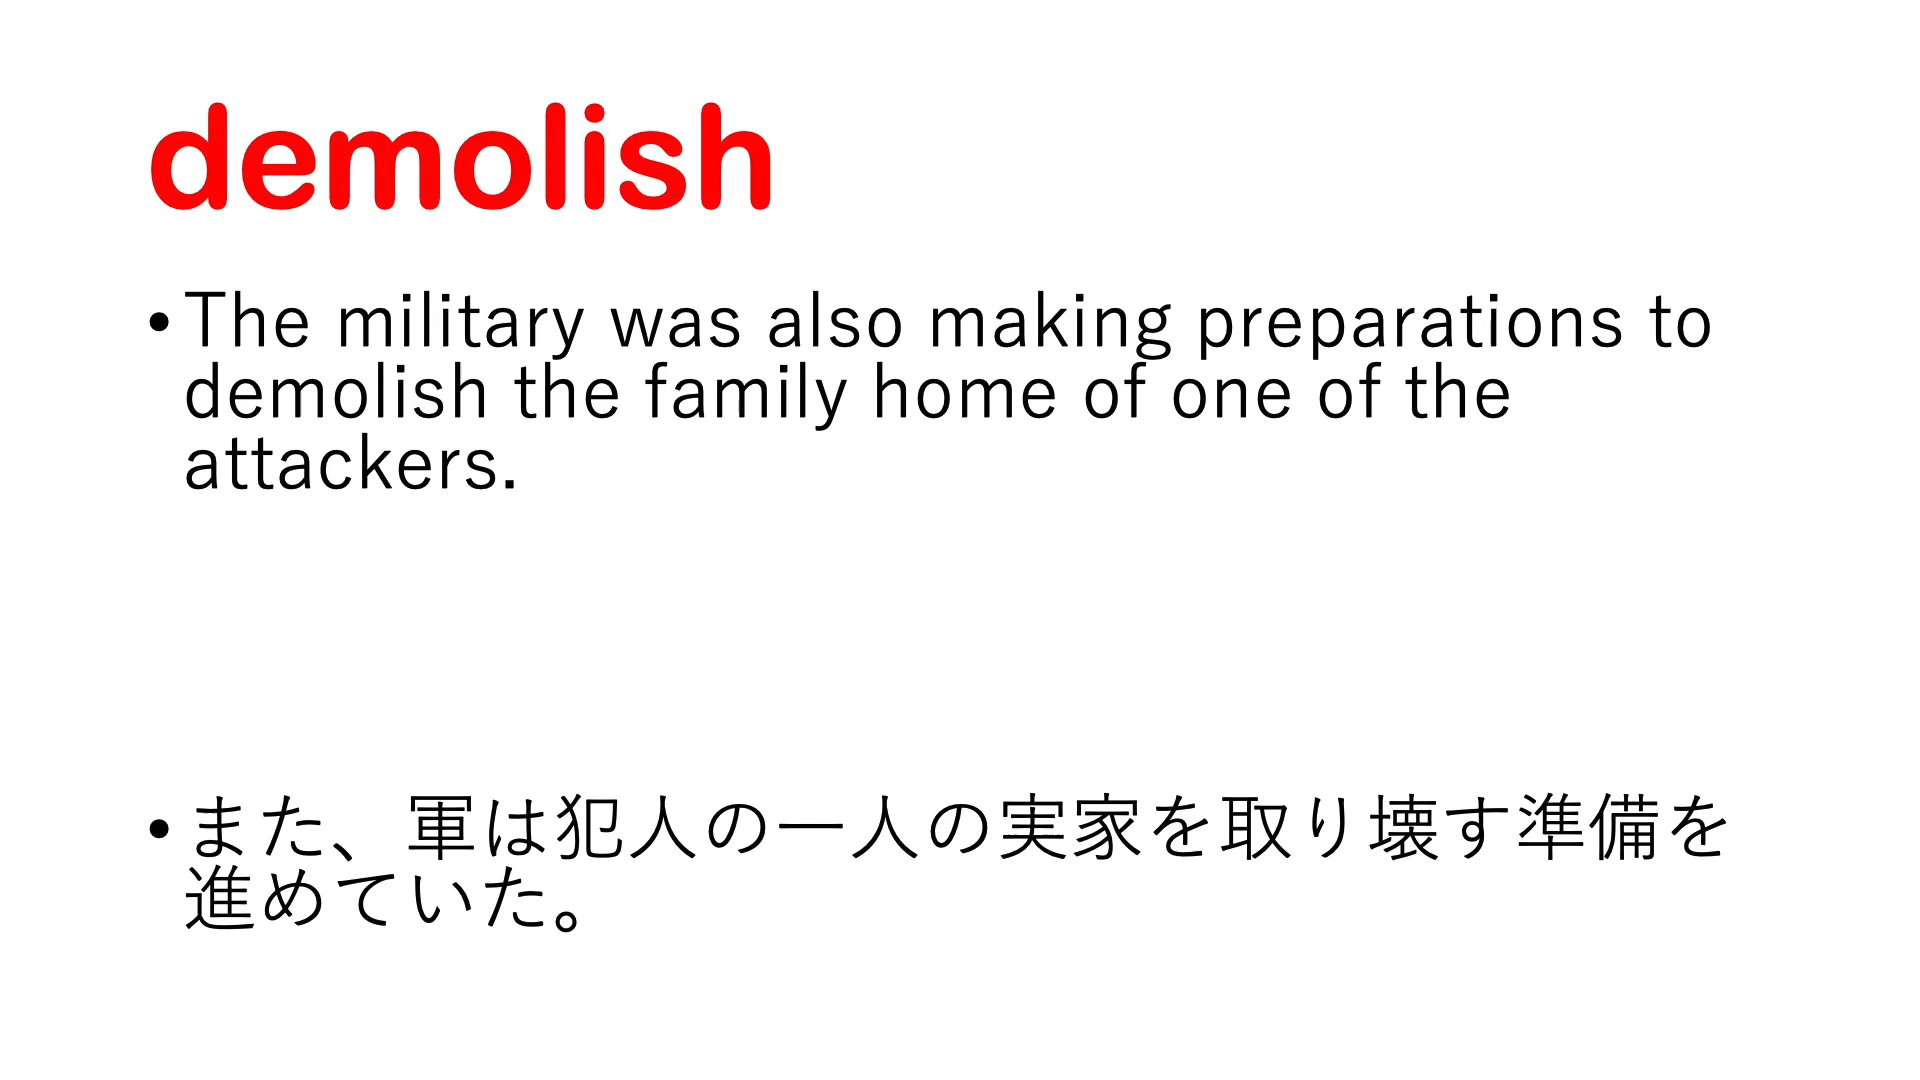 demolish
• The military was also making preparations to
demolish the family home of one of the
attackers.
• また、軍は犯人の一人の実家を取り壊す準備を
進めていた。